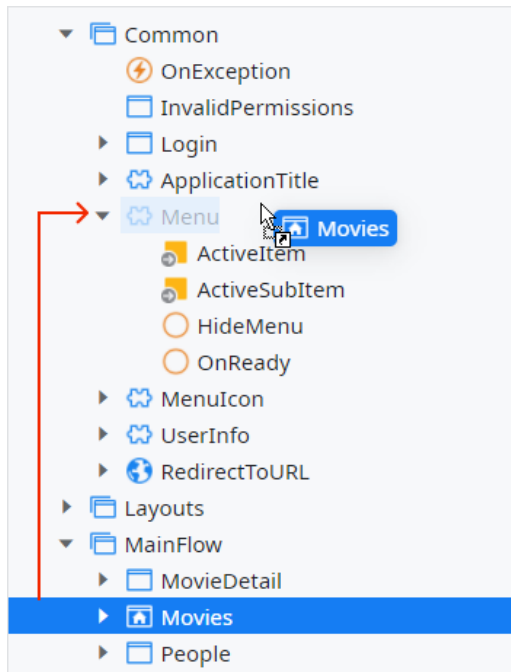 Common
OnException
InvalidPermissions
Login
ApplicationTitle
Menu
Movies
ActiveItem
ActiveSubItem
HideMenu
OnReady
MenuIcon
UserInfo
RedirectToURL
Layouts
MainFlow
MovieDetail
Movies
People